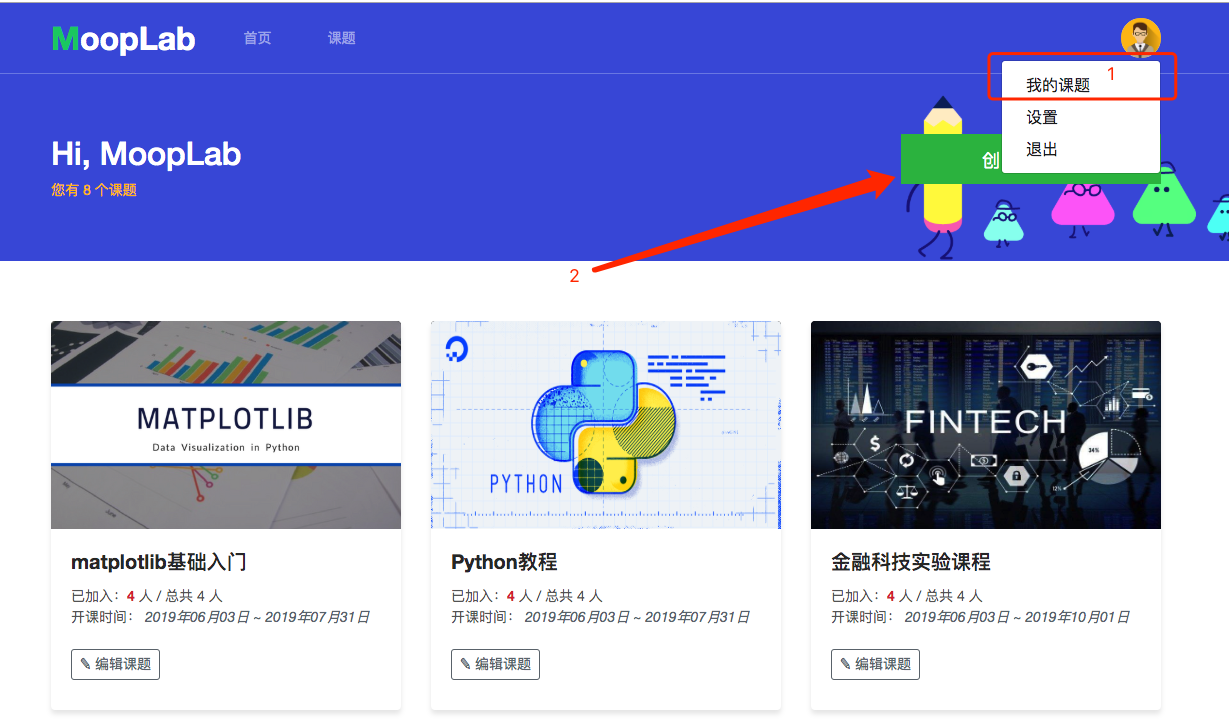 MoopLab 首页 课题
1
我的课题
设置
退出
Hi, MoopLab
您有 8 个课题
创
2
MATPLOTLIB
Data Visualization in Python
PYTHON
FINTECH
$
34%
12%
matplotlib基础入门
已加入：4 人 / 总共 4 人
开课时间： 2019年06月03日 ~ 2019年07月31日
✎ 编辑课题
Python教程
已加入：4 人 / 总共 4 人
开课时间： 2019年06月03日 ~ 2019年07月31日
✎ 编辑课题
金融科技实验课程
已加入：4 人 / 总共 4 人
开课时间： 2019年06月03日 ~ 2019年10月01日
✎ 编辑课题